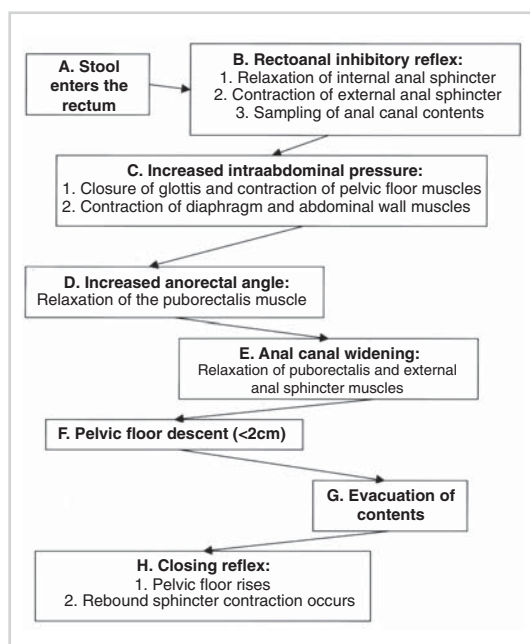 A. Stool
enters the
rectum
B. Rectoanal inhibitory reflex:
1. Relaxation of internal anal sphincter
2. Contraction of external anal sphincter
3. Sampling of anal canal contents
C. Increased intraabdominal pressure:
1. Closure of glottis and contraction of pelvic floor muscles
2. Contraction of diaphragm and abdominal wall muscles
D. Increased anorectal angle:
Relaxation of the puborectalis muscle
E. Anal canal widening:
Relaxation of puborectalis and external
anal sphincter muscles
F. Pelvic floor descent (<2cm)
G. Evacuation of
contents
H. Closing reflex:
1. Pelvic floor rises
2. Rebound sphincter contraction occurs